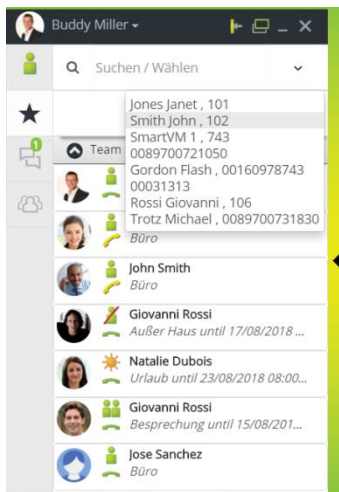 Buddy Miller
Suchen / Wählen
Jones Janet , 101
Smith John , 102
SmartVM 1 , 743
0089700721050
Gordon Flash , 00160978743
00031313
Rossi Giovanni , 106
Trotz Michael , 0089700731830
1
Team
Büro
John Smith
Büro
Giovanni Rossi
Außer Haus until 17/08/2018 ...
Natalie Dubois
Urlaub until 23/08/2018 08:00...
Giovanni Rossi
Besprechung until 15/08/201...
Jose Sanchez
Büro